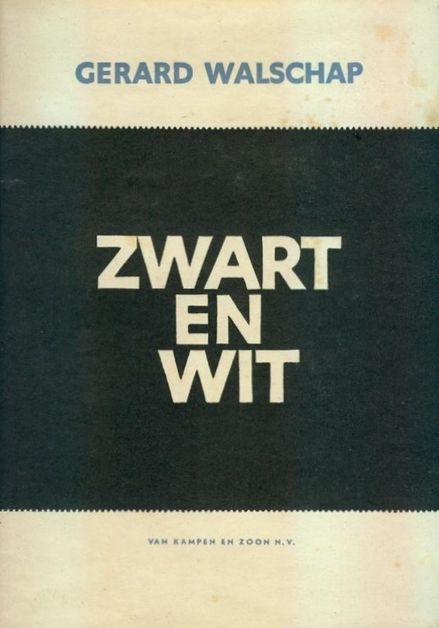 GERARD WALSCHAP
ZWART
EN
WIT
VAN KAMPEN EN ZOON N.V.